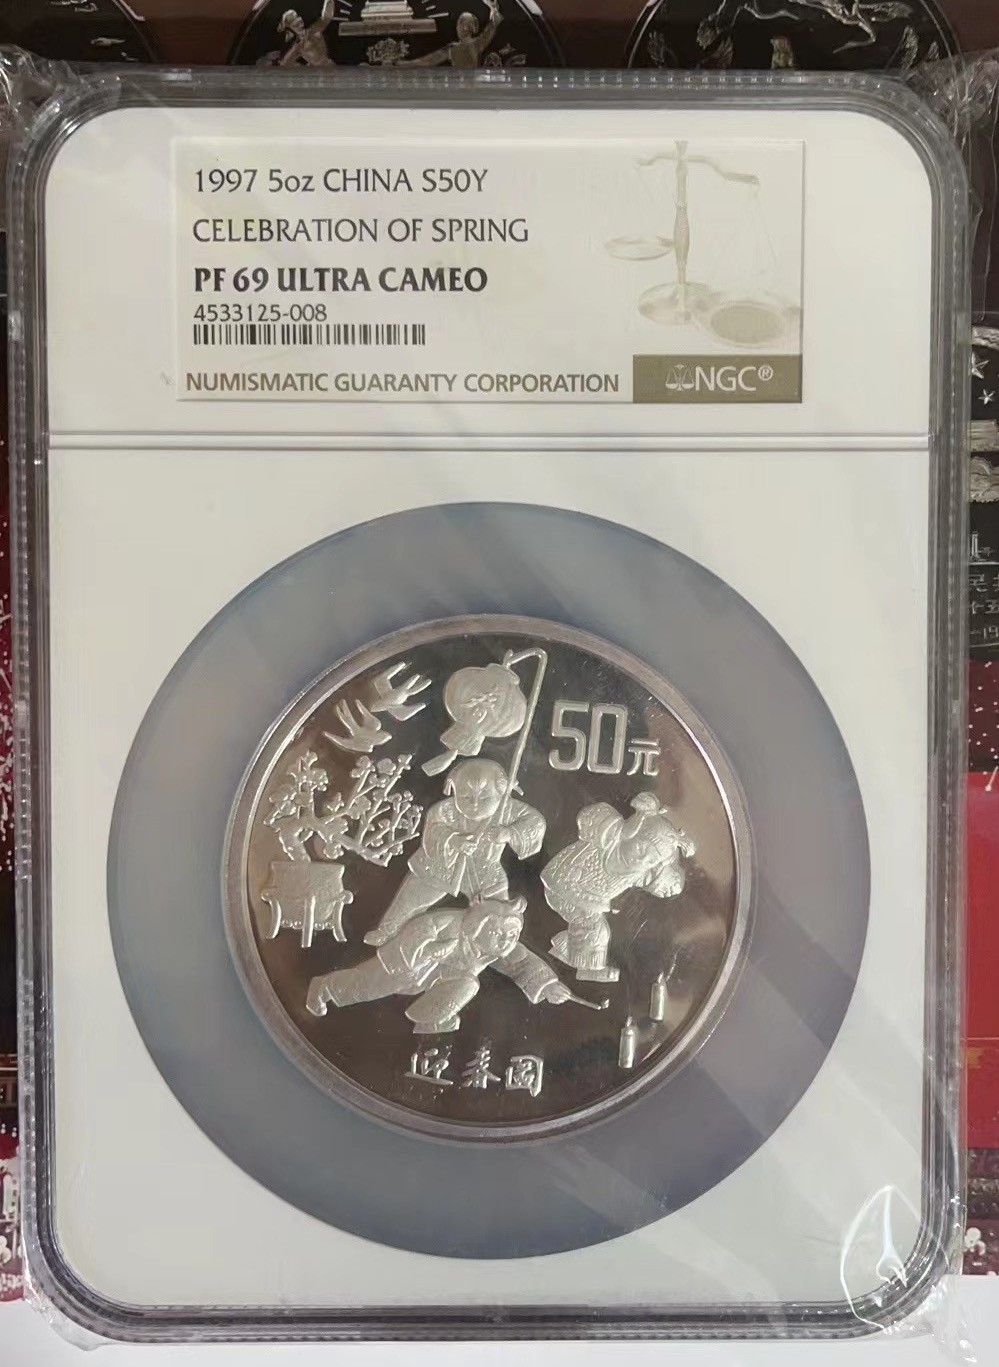 1997 5oz CHINA S50Y
CELEBRATION OF SPRING
PF 69 ULTRA CAMEO
4533125-008
NUMISMATIC GUARANTY CORPORATION
NGC®
50元
迎春图